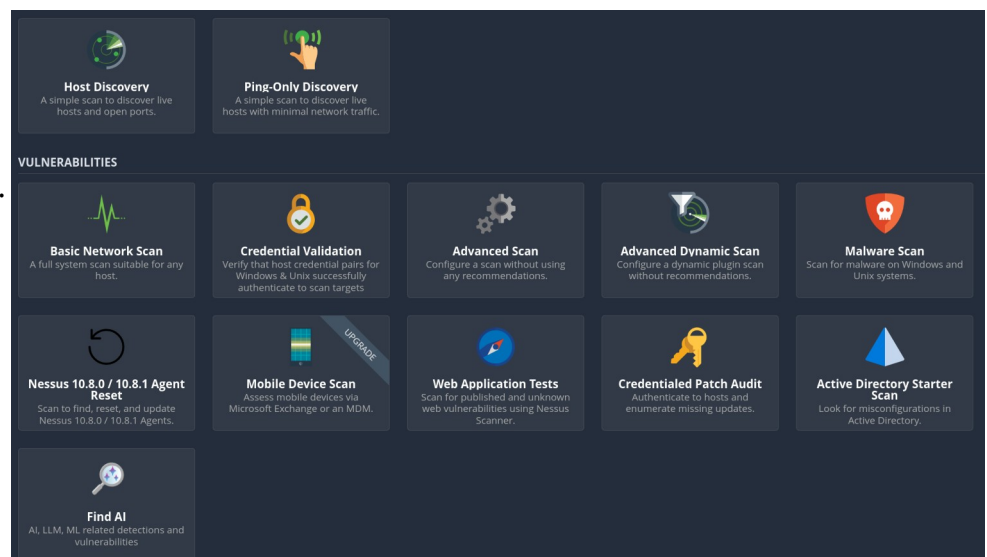 Host Discovery
A simple scan to discover live
hosts and open ports.
Ping-Only Discovery
A simple scan to discover live
hosts with minimal network traffic.
VULNERABILITIES
Basic Network Scan
A full system scan suitable for any
host.
Credential Validation
Verify that host credential pairs for
Windows & Unix successfully
authenticate to scan targets
Advanced Scan
Configure a scan without using
any recommendations.
Advanced Dynamic Scan
Configure a dynamic plugin scan
without recommendations.
Malware Scan
Scan for malware on Windows and
Unix systems.
Nessus 10.8.0 / 10.8.1 Agent
Reset
Scan to find, reset, and update
Nessus 10.8.0 / 10.8.1 Agents.
UPGRADE
Mobile Device Scan
Assess mobile devices via
Microsoft Exchange or an MDM.
Web Application Tests
Scan for published and unknown
web vulnerabilities using Nessus
Scanner.
Credentialed Patch Audit
Authenticate to hosts and
enumerate missing updates.
Active Directory Starter
Scan
Look for misconfigurations in
Active Directory.
Find AI
AI, LLM, ML related detections and
vulnerabilities